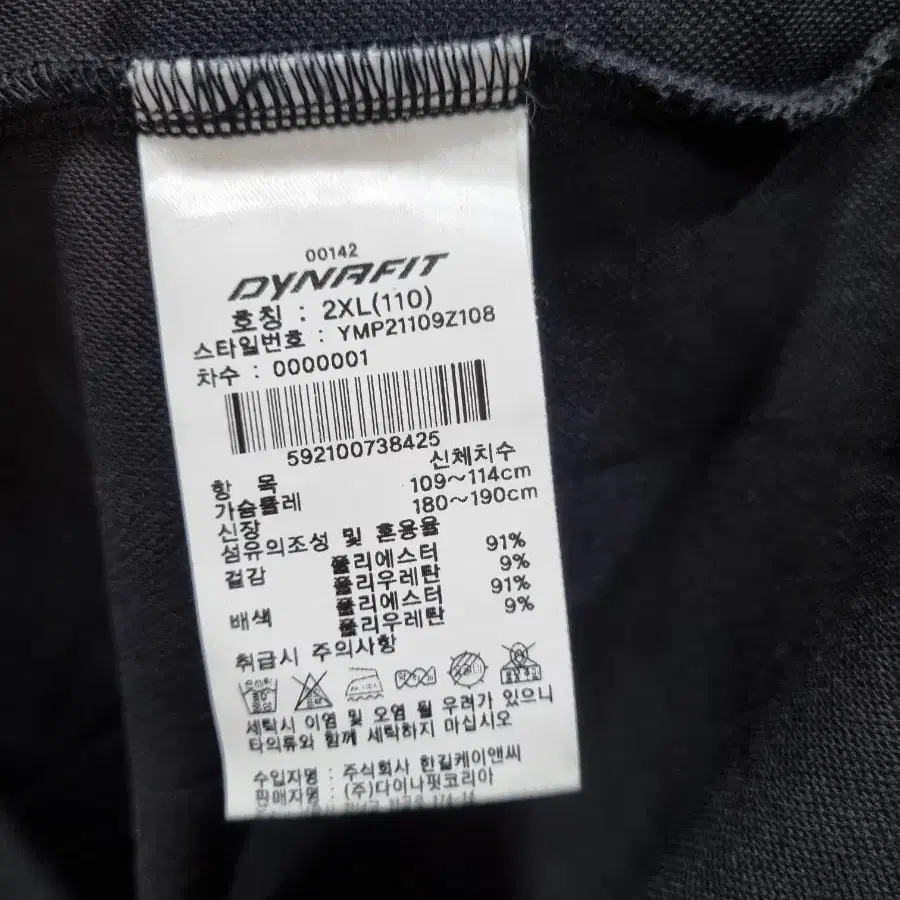 00142
DYNAFIT
호칭 : 2XL(110)
스타일번호 : YMP21109Z108
차수 : 0000001
592100738425
항 목 신체치수
가슴둘레 109~114cm
신장 180~190cm
섬유의조성 및 혼용율
겉감 폴리에스터 91%
폴리우레탄 9%
배색 폴리에스터 91%
폴리우레탄 9%
취급시 주의사항
세탁시 이염 및 오염 될 우려가 있으니
타의류와 함께 세탁하지 마십시오
수입자명 : 주식회사 한길케이앤씨
판매자명 : (주)다이나핏코리아